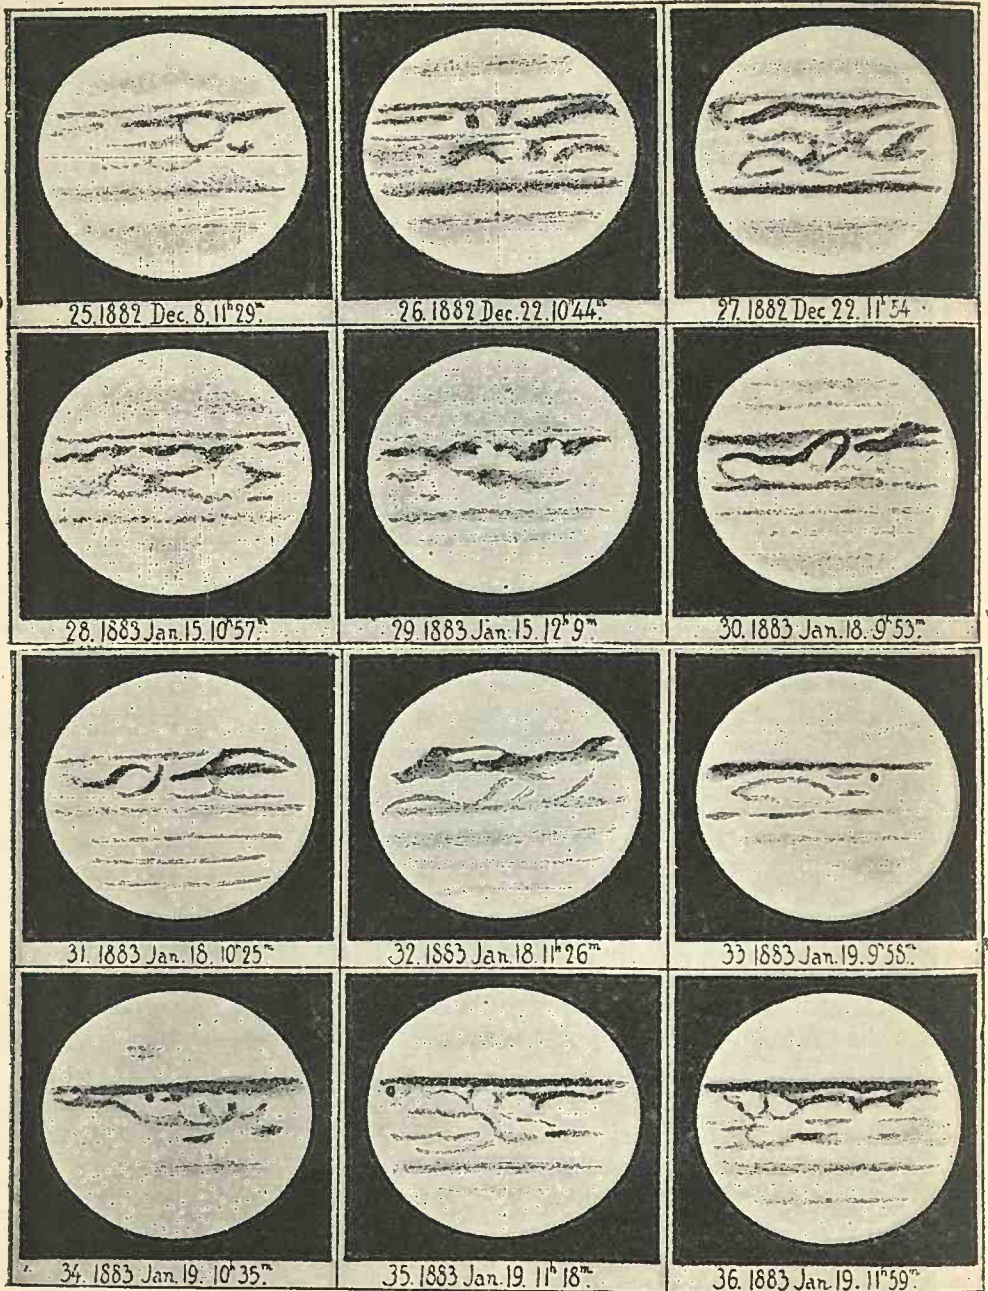 25. 1882 Dec. 8, 11h 29m.
26. 1882 Dec. 22. 10h 44m.
27. 1882 Dec 22. 11h 54
28. 1883 Jan. 15. 10h 57m
29. 1883 Jan. 15. 12h 9m
30. 1883 Jan. 18. 9h 53m.
31. 1883 Jan. 18. 10h 25m
32. 1883 Jan. 18. 11h 26m
33 1883 Jan. 19. 9h 58m.
34. 1883 Jan. 19. 10h 35m.
35. 1883 Jan. 19. 11h 18m.
36. 1883 Jan. 19. 11h 59m.